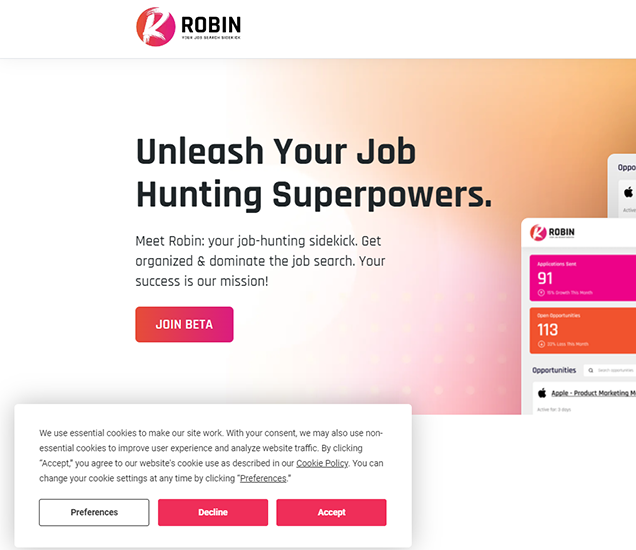 ROBIN
YOUR JOB SEARCH SIDEKICK
Unleash Your Job
Hunting Superpowers.
Meet Robin: your job-hunting sidekick. Get
organized & dominate the job search. Your
success is our mission!
JOIN BETA
Oppo
Active
ROBIN
Applications Sent
91
10% Growth This Month
Open Opportunities
113
20% Loss This Month
Opportunities
Search opportunities
Apple - Product Marketing M
Active for 3 days
We use essential cookies to make our site work. With your consent, we may also use non-
essential cookies to improve user experience and analyze website traffic. By clicking
“Accept,” you agree to our website's cookie use as described in our Cookie Policy. You can
change your cookie settings at any time by clicking “Preferences.”
Preferences
Decline
Accept